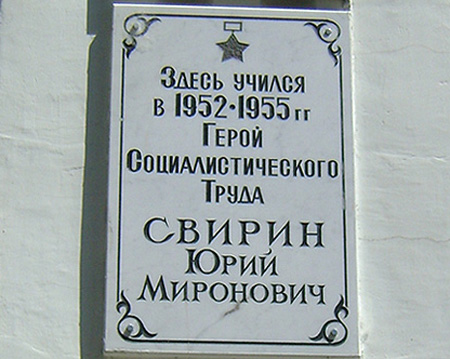 Здесь учился
в 1952•1955 гг
Герой
Социалистического
Труда
СВИРИН
Юрий
Миронович